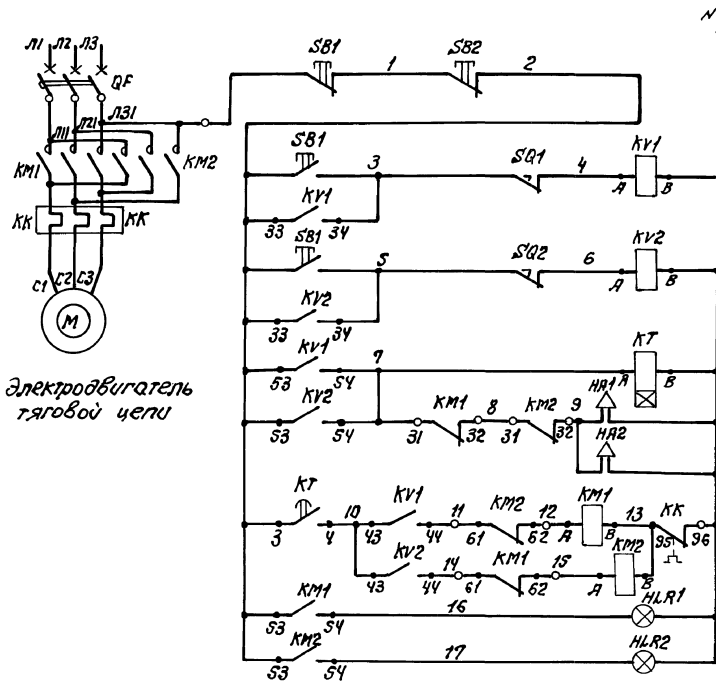 N
Л1 Л2 Л3
QF
Л11 Л21 Л31
KM1 KM2
KK KK
C1 C2 C3
M
Электродвигатель
тяговой цепи
SB1 1 SB2 2
SB1 3 SQ1 4 KV1
A B
KV1
33 34
SB1 5 SQ2 6 KV2
A B
KV2
33 34
KV1 7 KT
53 54 A B
KV2 KM1 8 KM2 9 HA1
53 54 31 32 31 32 HA2
KT 10 KV1 11 KM2 12 KM1 13 KK
3 4 43 44 61 62 A B 95 96
KV2 14 KM1 15 KM2
43 44 61 62 A B
KM1 16 HLR1
53 54
KM2 17 HLR2
53 54